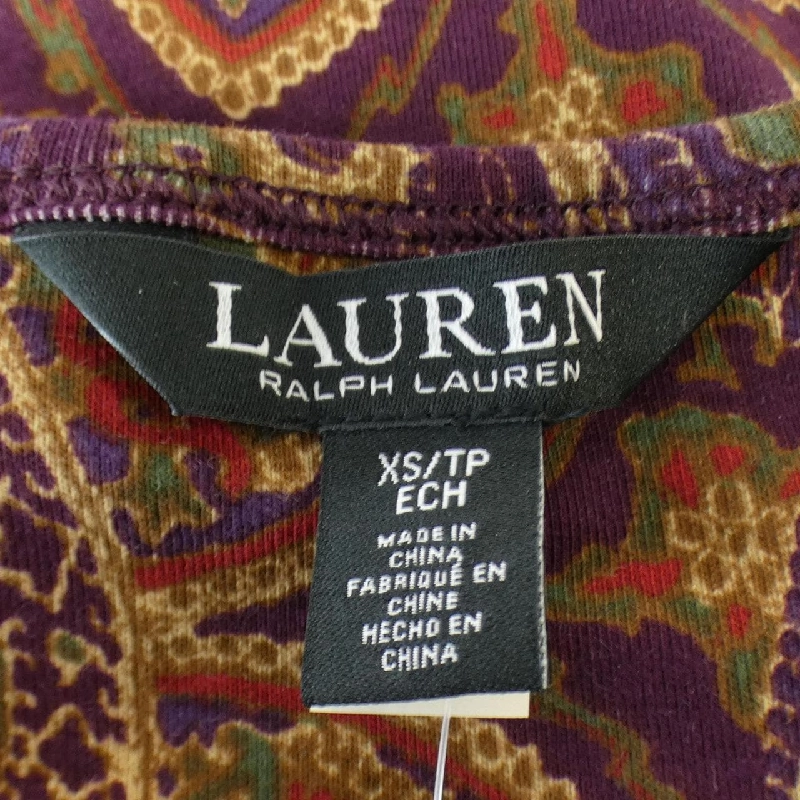 LAUREN
RALPH LAUREN
XS/TP
ECH
MADE IN
CHINA
FABRIQUÉ EN
CHINE
HECHO EN
CHINA